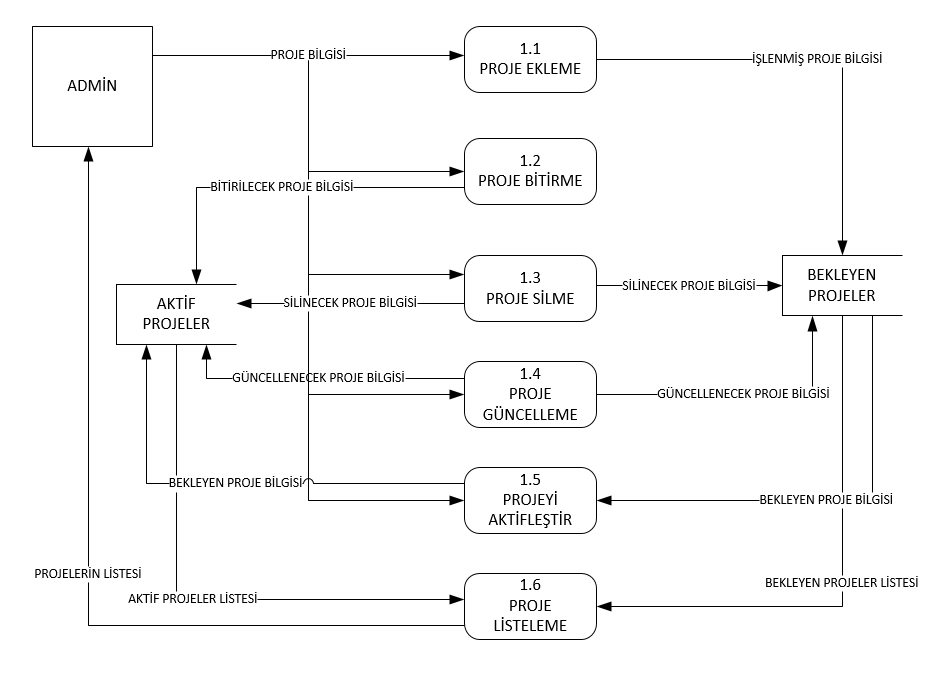 ADMİN
PROJE BİLGİSİ
1.1
PROJE EKLEME
İŞLENMİŞ PROJE BİLGİSİ
1.2
PROJE BİTİRME
BİTİRİLECEK PROJE BİLGİSİ
AKTİF
PROJELER
SİLİNECEK PROJE BİLGİSİ
1.3
PROJE SİLME
SİLİNECEK PROJE BİLGİSİ
BEKLEYEN
PROJELER
GÜNCELLENECEK PROJE BİLGİSİ
1.4
PROJE
GÜNCELLEME
GÜNCELLENECEK PROJE BİLGİSİ
BEKLEYEN PROJE BİLGİSİ
1.5
PROJEYİ
AKTİFLEŞTİR
BEKLEYEN PROJE BİLGİSİ
PROJELERİN LİSTESİ
AKTİF PROJELER LİSTESİ
1.6
PROJE
LİSTELEME
BEKLEYEN PROJELER LİSTESİ